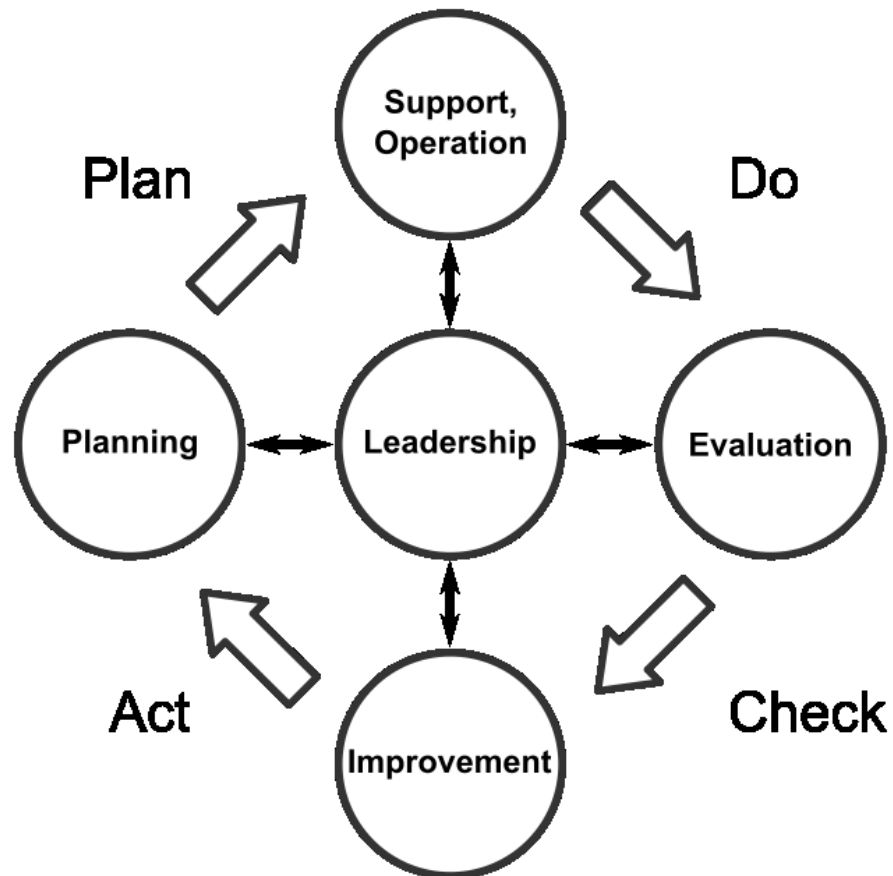 Support,
Operation
Plan
Do
Planning
Leadership
Evaluation
Act
Check
Improvement